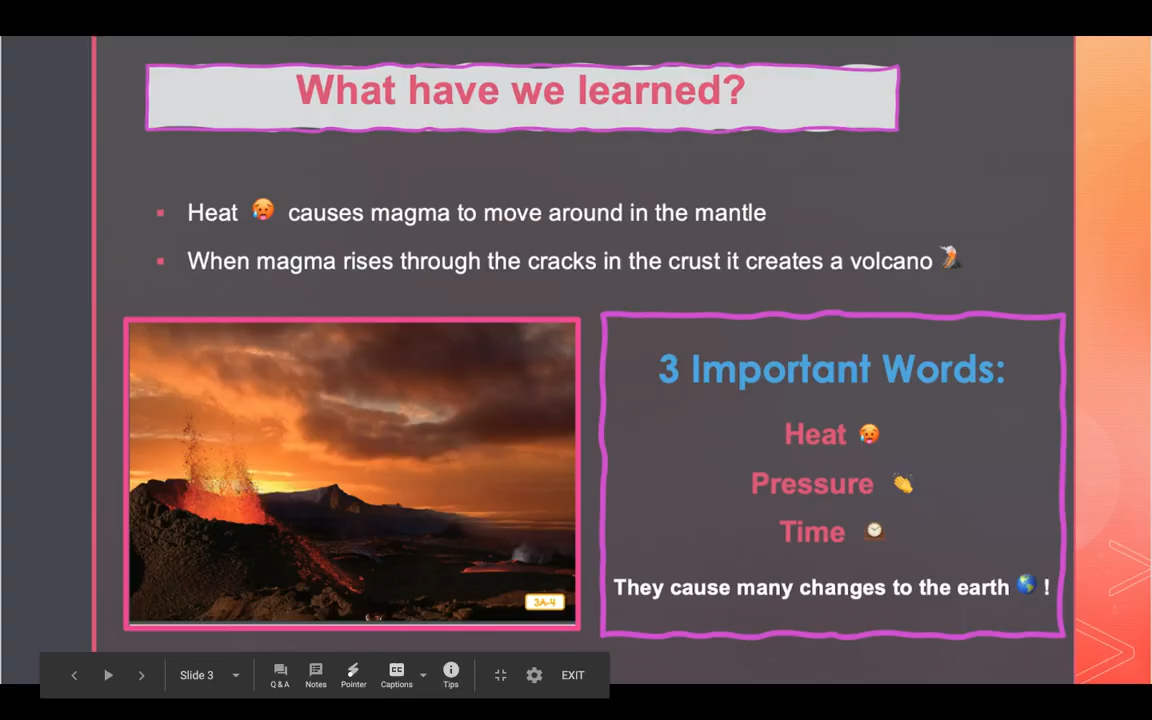 What have we learned?
Heat 🥵 causes magma to move around in the mantle
When magma rises through the cracks in the crust it creates a volcano 🌋
3 Important Words:
Heat 🥵
Pressure 👏
Time 🕰️
They cause many changes to the earth 🌎 !
3A-4
Slide 3
Q & A
Notes
Pointer
CC
Captions
Tips
EXIT